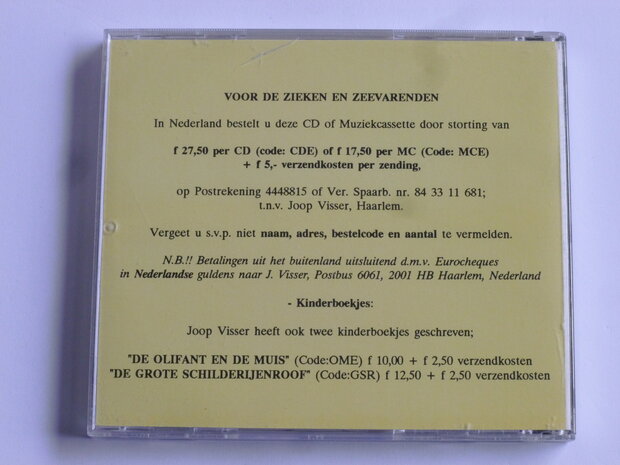 VOOR DE ZIEKEN EN ZEEVARENDEN
In Nederland bestelt u deze CD of Muziekcassette door storting van
f 27,50 per CD (code: CDE) of f 17,50 per MC (Code: MCE)
+ f 5,- verzendkosten per zending,
op Postrekening 4448815 of Ver. Spaarb. nr. 84 33 11 681;
t.n.v. Joop Visser, Haarlem.
Vergeet u s.v.p. niet naam, adres, bestelcode en aantal te vermelden.
N.B.!! Betalingen uit het buitenland uitsluitend d.m.v. Eurocheques
in Nederlandse guldens naar J. Visser, Postbus 6061, 2001 HB Haarlem, Nederland
- Kinderboekjes:
Joop Visser heeft ook twee kinderboekjes geschreven;
"DE OLIFANT EN DE MUIS" (Code:OME) f 10,00 + f 2,50 verzendkosten
"DE GROTE SCHILDERIJENROOF" (Code:GSR) f 12,50 + f 2,50 verzendkosten